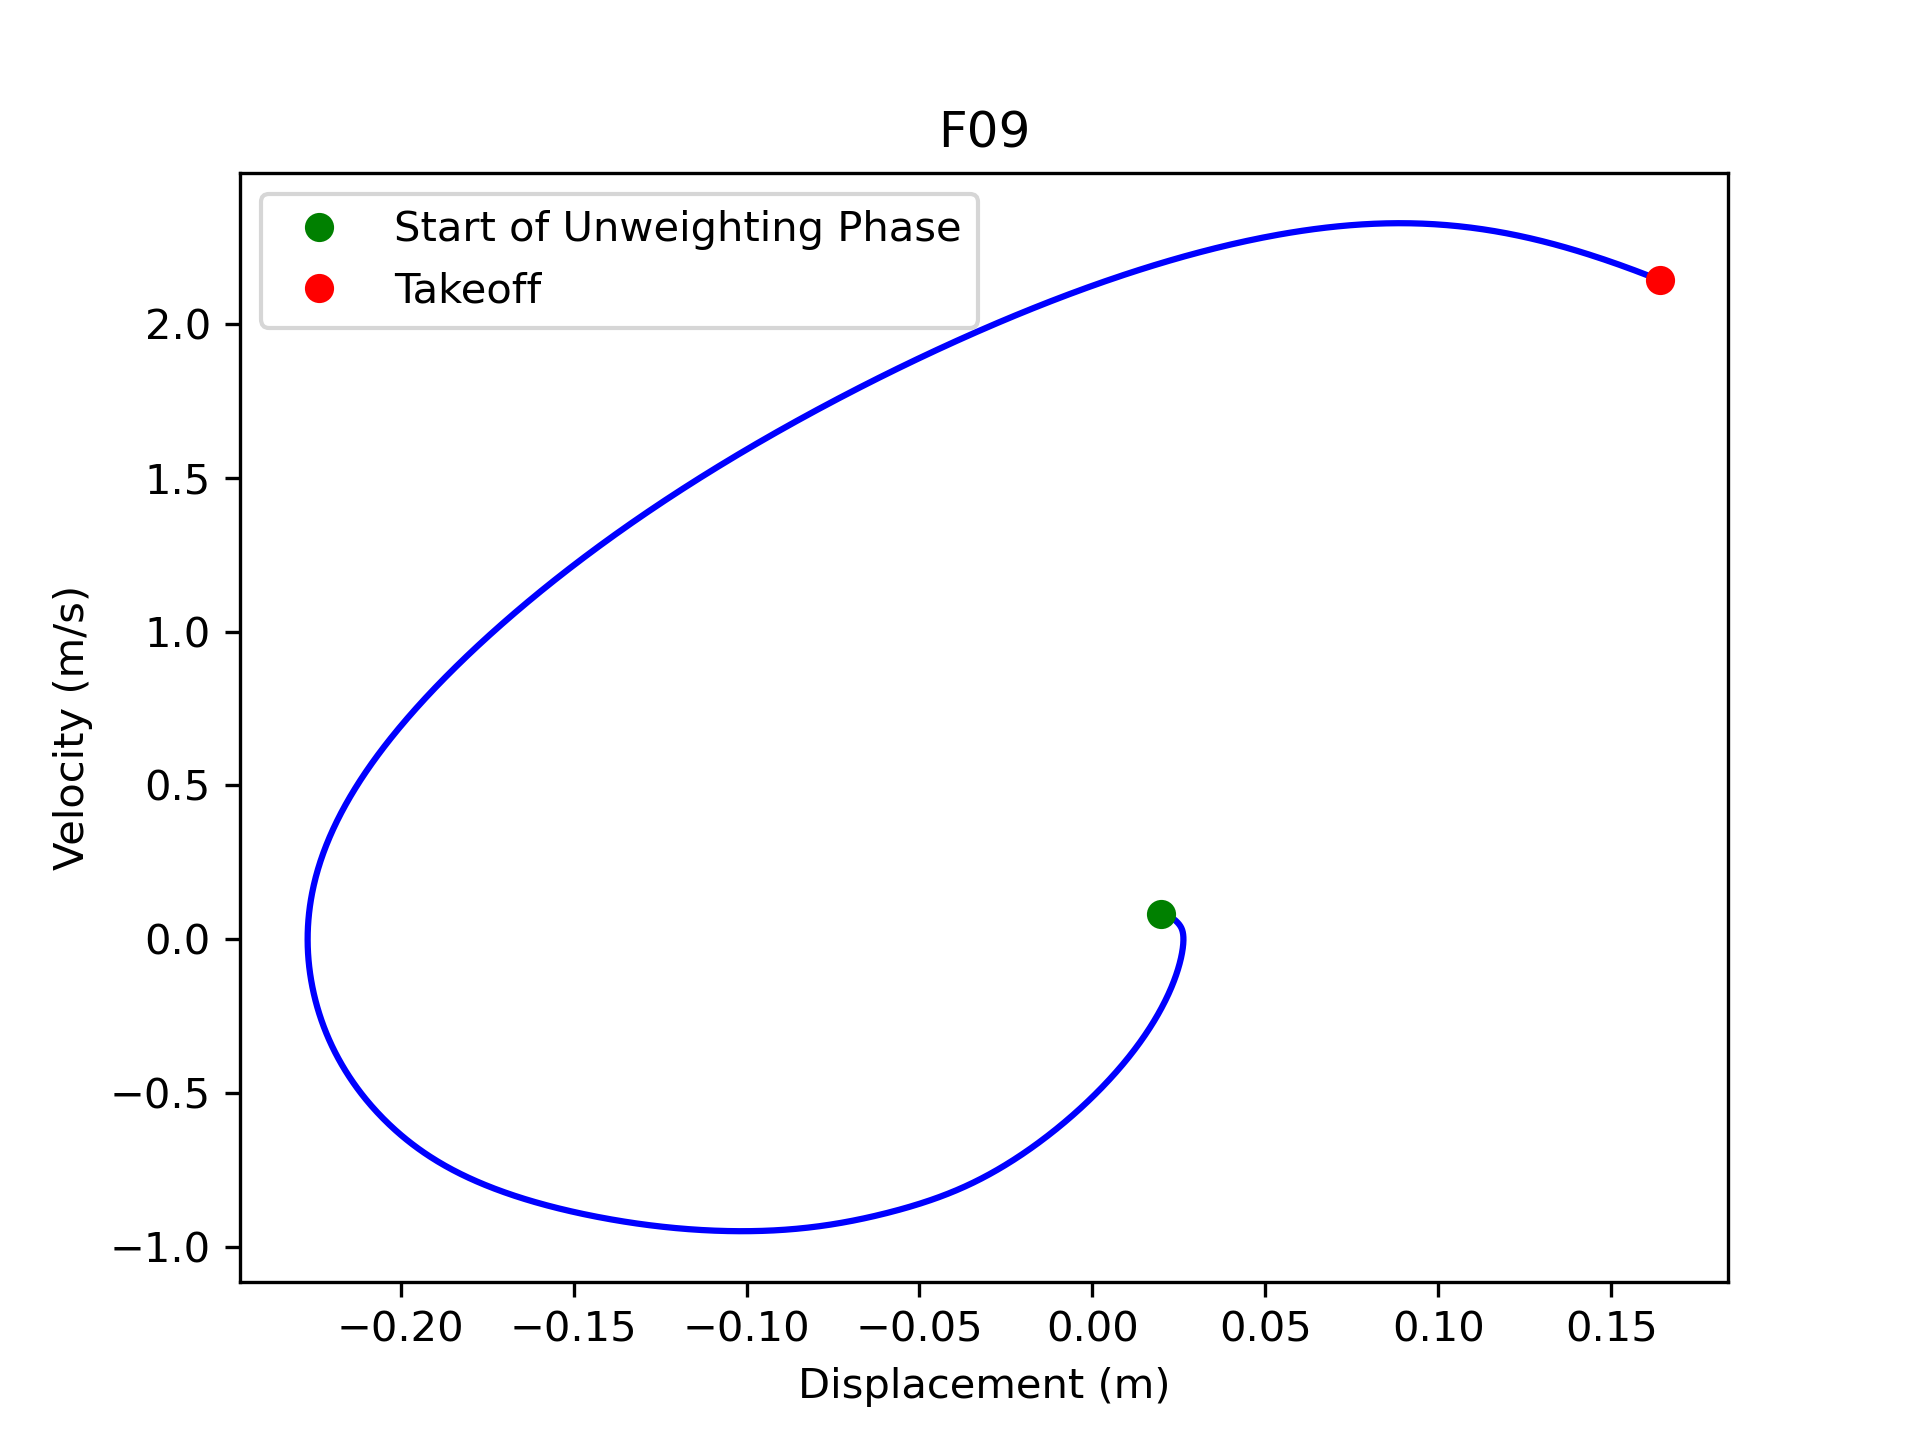 F09
Start of Unweighting Phase
Takeoff
2.0
1.5
1.0
0.5
0.0
−0.5
−1.0
Velocity (m/s)
−0.20 −0.15 −0.10 −0.05 0.00 0.05 0.10 0.15
Displacement (m)